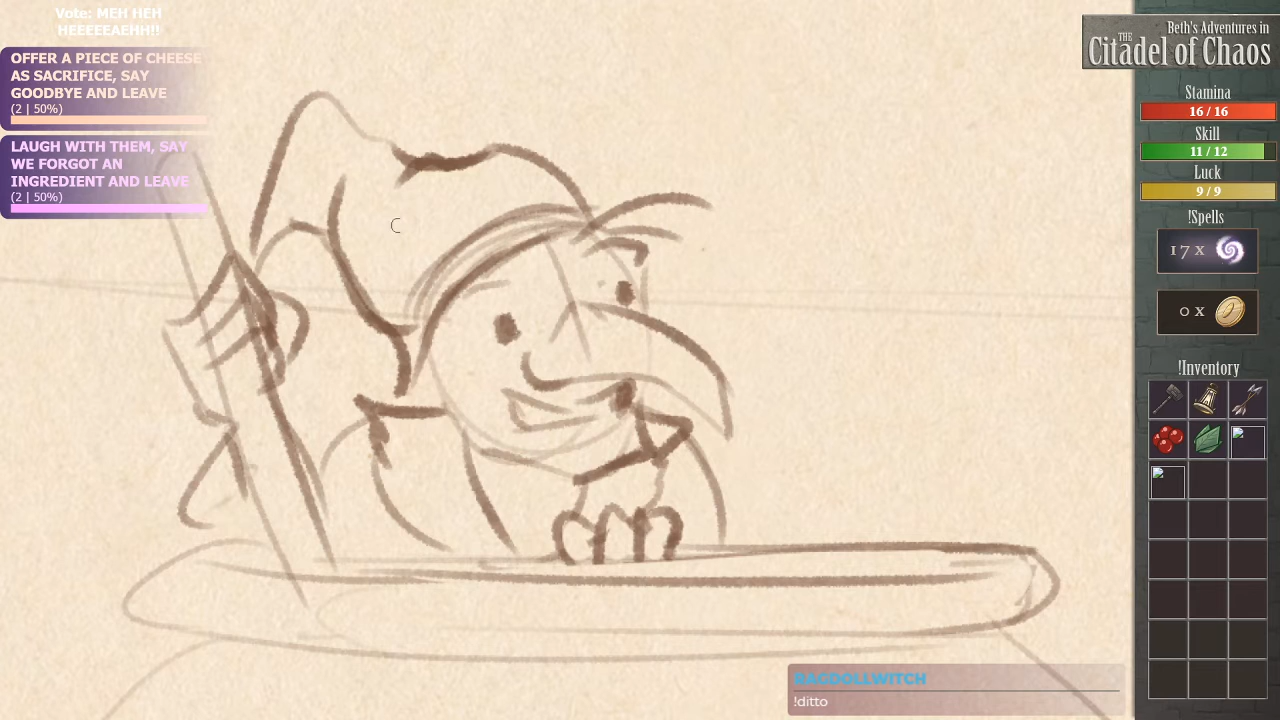 Vote: MEH HEH
HEEEEEAEHH!!
OFFER A PIECE OF CHEESE
AS SACRIFICE, SAY
GOODBYE AND LEAVE
(2 | 50%)
LAUGH WITH THEM, SAY
WE FORGOT AN
INGREDIENT AND LEAVE
(2 | 50%)
Beth's Adventures in
THE
Citadel of Chaos
Stamina
16 / 16
Skill
11 / 12
Luck
9 / 9
!Spells
17 x
0 x
!Inventory
RAGDOLLWITCH
!ditto